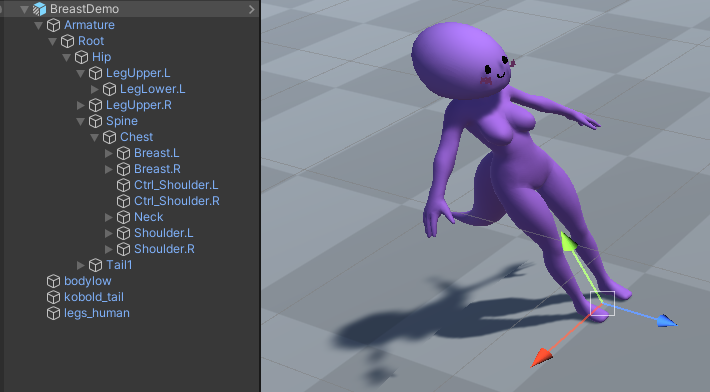 BreastDemo
Armature
Root
Hip
LegUpper.L
LegLower.L
LegUpper.R
Spine
Chest
Breast.L
Breast.R
Ctrl_Shoulder.L
Ctrl_Shoulder.R
Neck
Shoulder.L
Shoulder.R
Tail1
bodylow
kobold_tail
legs_human